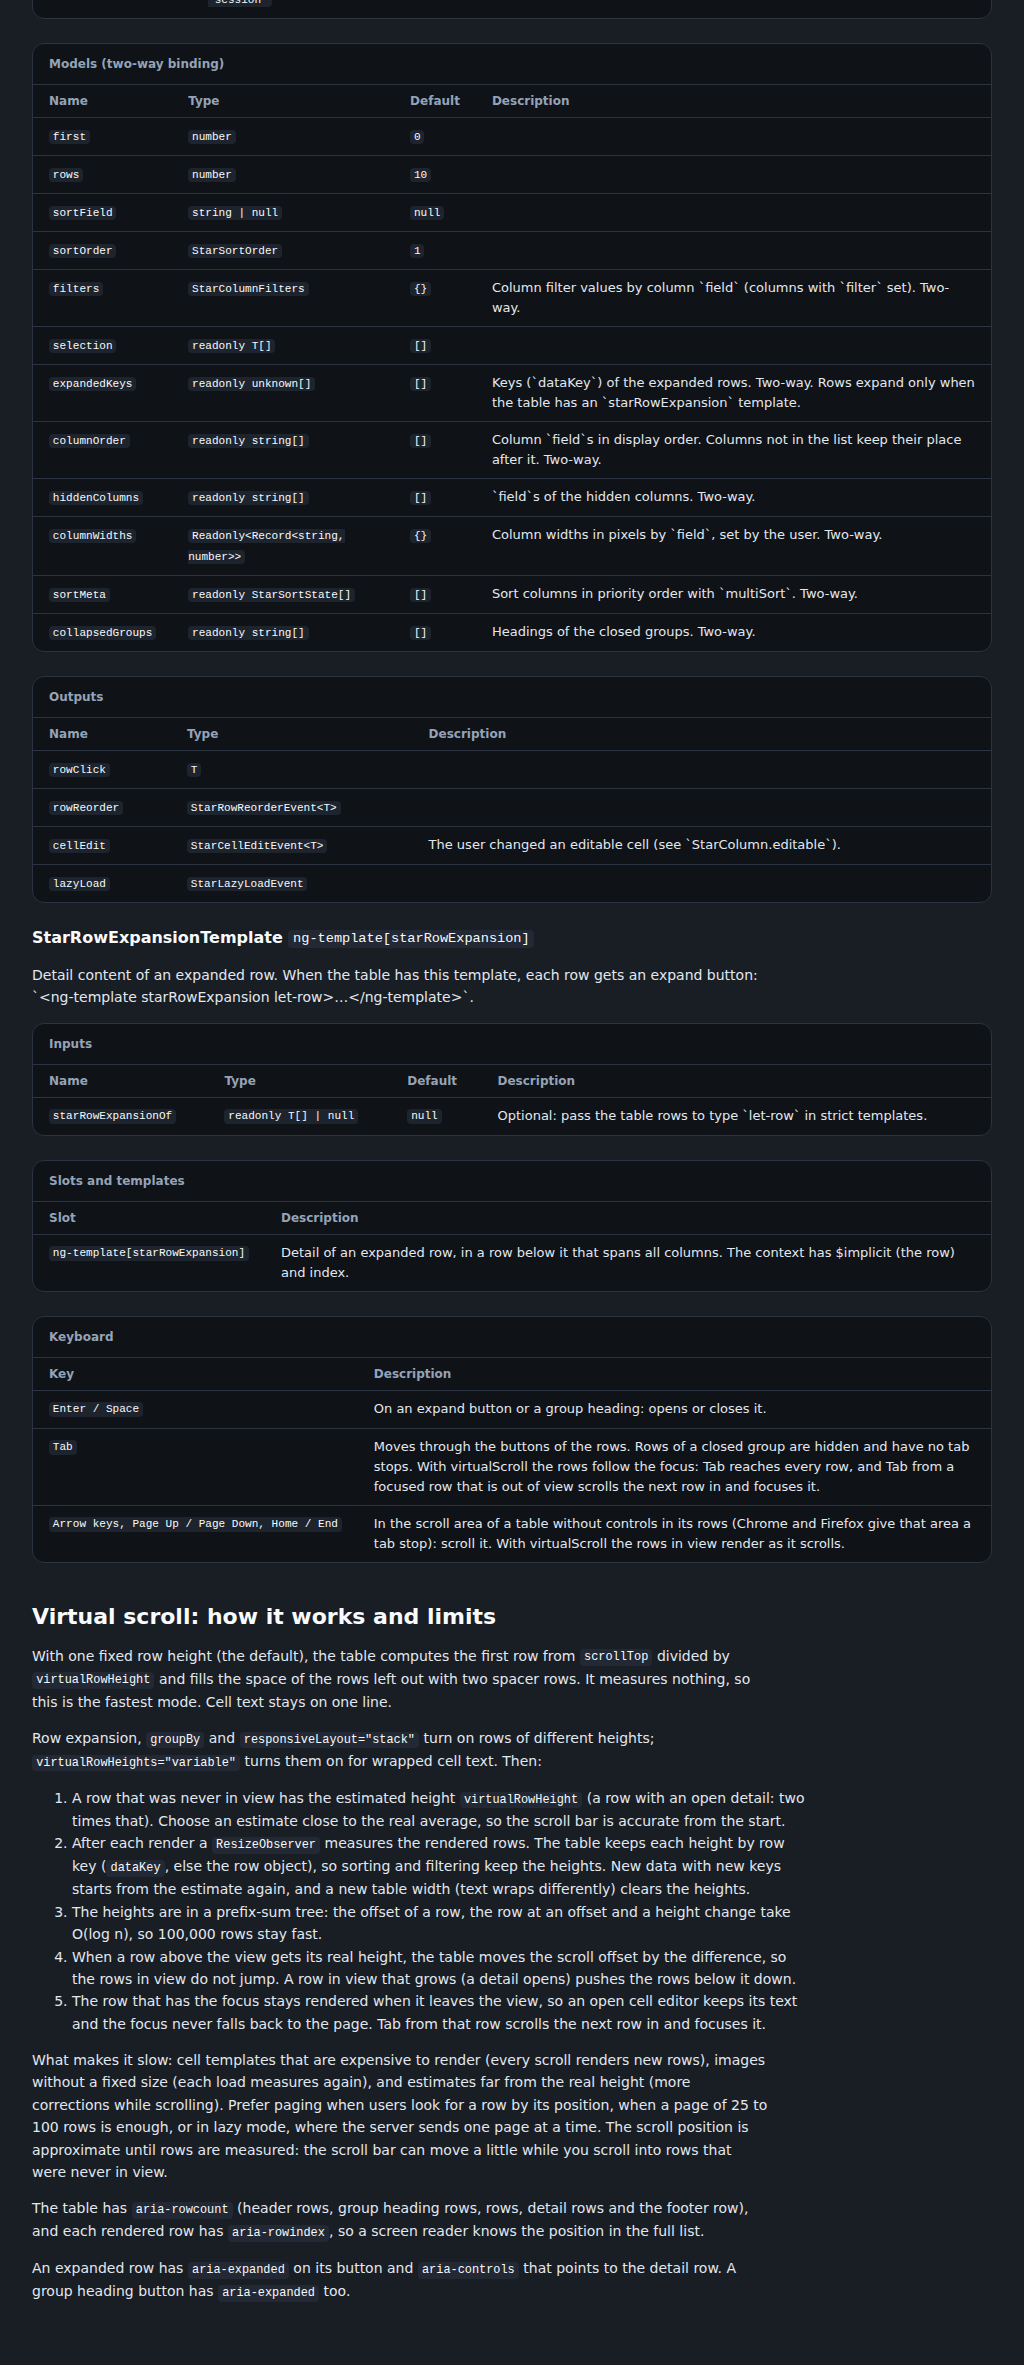 session
Models (two-way binding)
Name Type Default Description
first number 0
rows number 10
sortField string | null null
sortOrder StarSortOrder 1
filters StarColumnFilters {} Column filter values by column `field` (columns with `filter` set). Two-
way.
selection readonly T[] []
expandedKeys readonly unknown[] [] Keys (`dataKey`) of the expanded rows. Two-way. Rows expand only when
the table has an `starRowExpansion` template.
columnOrder readonly string[] [] Column `field`s in display order. Columns not in the list keep their place
after it. Two-way.
hiddenColumns readonly string[] [] `field`s of the hidden columns. Two-way.
columnWidths Readonly<Record<string, {} Column widths in pixels by `field`, set by the user. Two-way.
number>>
sortMeta readonly StarSortState[] [] Sort columns in priority order with `multiSort`. Two-way.
collapsedGroups readonly string[] [] Headings of the closed groups. Two-way.
Outputs
Name Type Description
rowClick T
rowReorder StarRowReorderEvent<T>
cellEdit StarCellEditEvent<T> The user changed an editable cell (see `StarColumn.editable`).
lazyLoad StarLazyLoadEvent
StarRowExpansionTemplate ng-template[starRowExpansion]
Detail content of an expanded row. When the table has this template, each row gets an expand button:
`<ng-template starRowExpansion let-row>…</ng-template>`.
Inputs
Name Type Default Description
starRowExpansionOf readonly T[] | null null Optional: pass the table rows to type `let-row` in strict templates.
Slots and templates
Slot Description
ng-template[starRowExpansion] Detail of an expanded row, in a row below it that spans all columns. The context has $implicit (the row)
and index.
Keyboard
Key Description
Enter / Space On an expand button or a group heading: opens or closes it.
Tab Moves through the buttons of the rows. Rows of a closed group are hidden and have no tab
stops. With virtualScroll the rows follow the focus: Tab reaches every row, and Tab from a
focused row that is out of view scrolls the next row in and focuses it.
Arrow keys, Page Up / Page Down, Home / End In the scroll area of a table without controls in its rows (Chrome and Firefox give that area a
tab stop): scroll it. With virtualScroll the rows in view render as it scrolls.
Virtual scroll: how it works and limits
With one fixed row height (the default), the table computes the first row from scrollTop divided by
virtualRowHeight and fills the space of the rows left out with two spacer rows. It measures nothing, so
this is the fastest mode. Cell text stays on one line.
Row expansion, groupBy and responsiveLayout="stack" turn on rows of different heights;
virtualRowHeights="variable" turns them on for wrapped cell text. Then:
1. A row that was never in view has the estimated height virtualRowHeight (a row with an open detail: two
times that). Choose an estimate close to the real average, so the scroll bar is accurate from the start.
2. After each render a ResizeObserver measures the rendered rows. The table keeps each height by row
key ( dataKey , else the row object), so sorting and filtering keep the heights. New data with new keys
starts from the estimate again, and a new table width (text wraps differently) clears the heights.
3. The heights are in a prefix-sum tree: the offset of a row, the row at an offset and a height change take
O(log n), so 100,000 rows stay fast.
4. When a row above the view gets its real height, the table moves the scroll offset by the difference, so
the rows in view do not jump. A row in view that grows (a detail opens) pushes the rows below it down.
5. The row that has the focus stays rendered when it leaves the view, so an open cell editor keeps its text
and the focus never falls back to the page. Tab from that row scrolls the next row in and focuses it.
What makes it slow: cell templates that are expensive to render (every scroll renders new rows), images
without a fixed size (each load measures again), and estimates far from the real height (more
corrections while scrolling). Prefer paging when users look for a row by its position, when a page of 25 to
100 rows is enough, or in lazy mode, where the server sends one page at a time. The scroll position is
approximate until rows are measured: the scroll bar can move a little while you scroll into rows that
were never in view.
The table has aria-rowcount (header rows, group heading rows, rows, detail rows and the footer row),
and each rendered row has aria-rowindex , so a screen reader knows the position in the full list.
An expanded row has aria-expanded on its button and aria-controls that points to the detail row. A
group heading button has aria-expanded too.